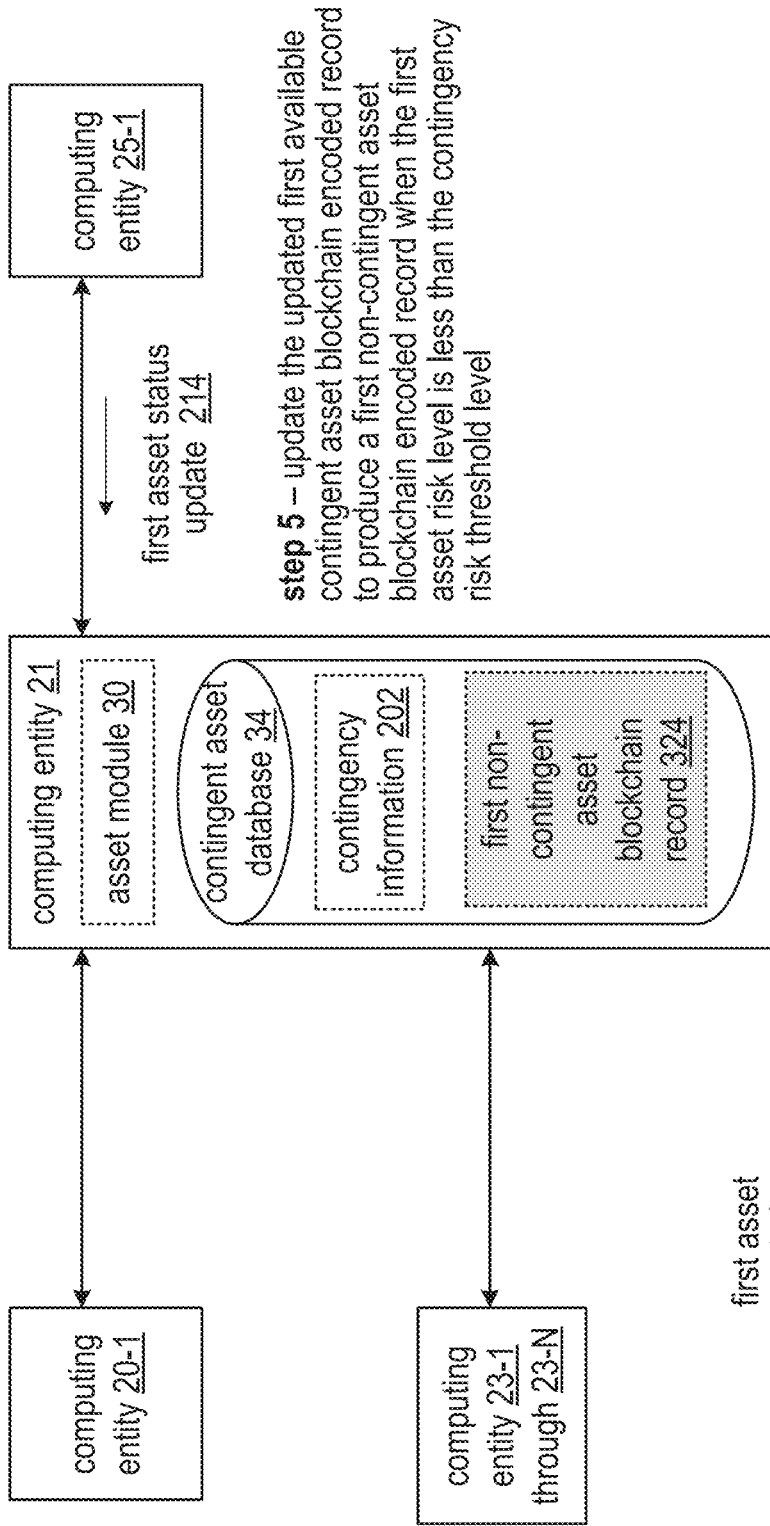 computing
entity 20-1
computing entity 21
asset module 30
contingent asset
database 34
contingency
information 202
first non-
contingent
asset
blockchain
record 324
computing
entity 25-1
first asset status
update 214
step 5 – update the updated first available
contingent asset blockchain encoded record
to produce a first non-contingent asset
blockchain encoded record when the first
asset risk level is less than the contingency
risk threshold level
computing
entity 23-1
through 23-N
first asset